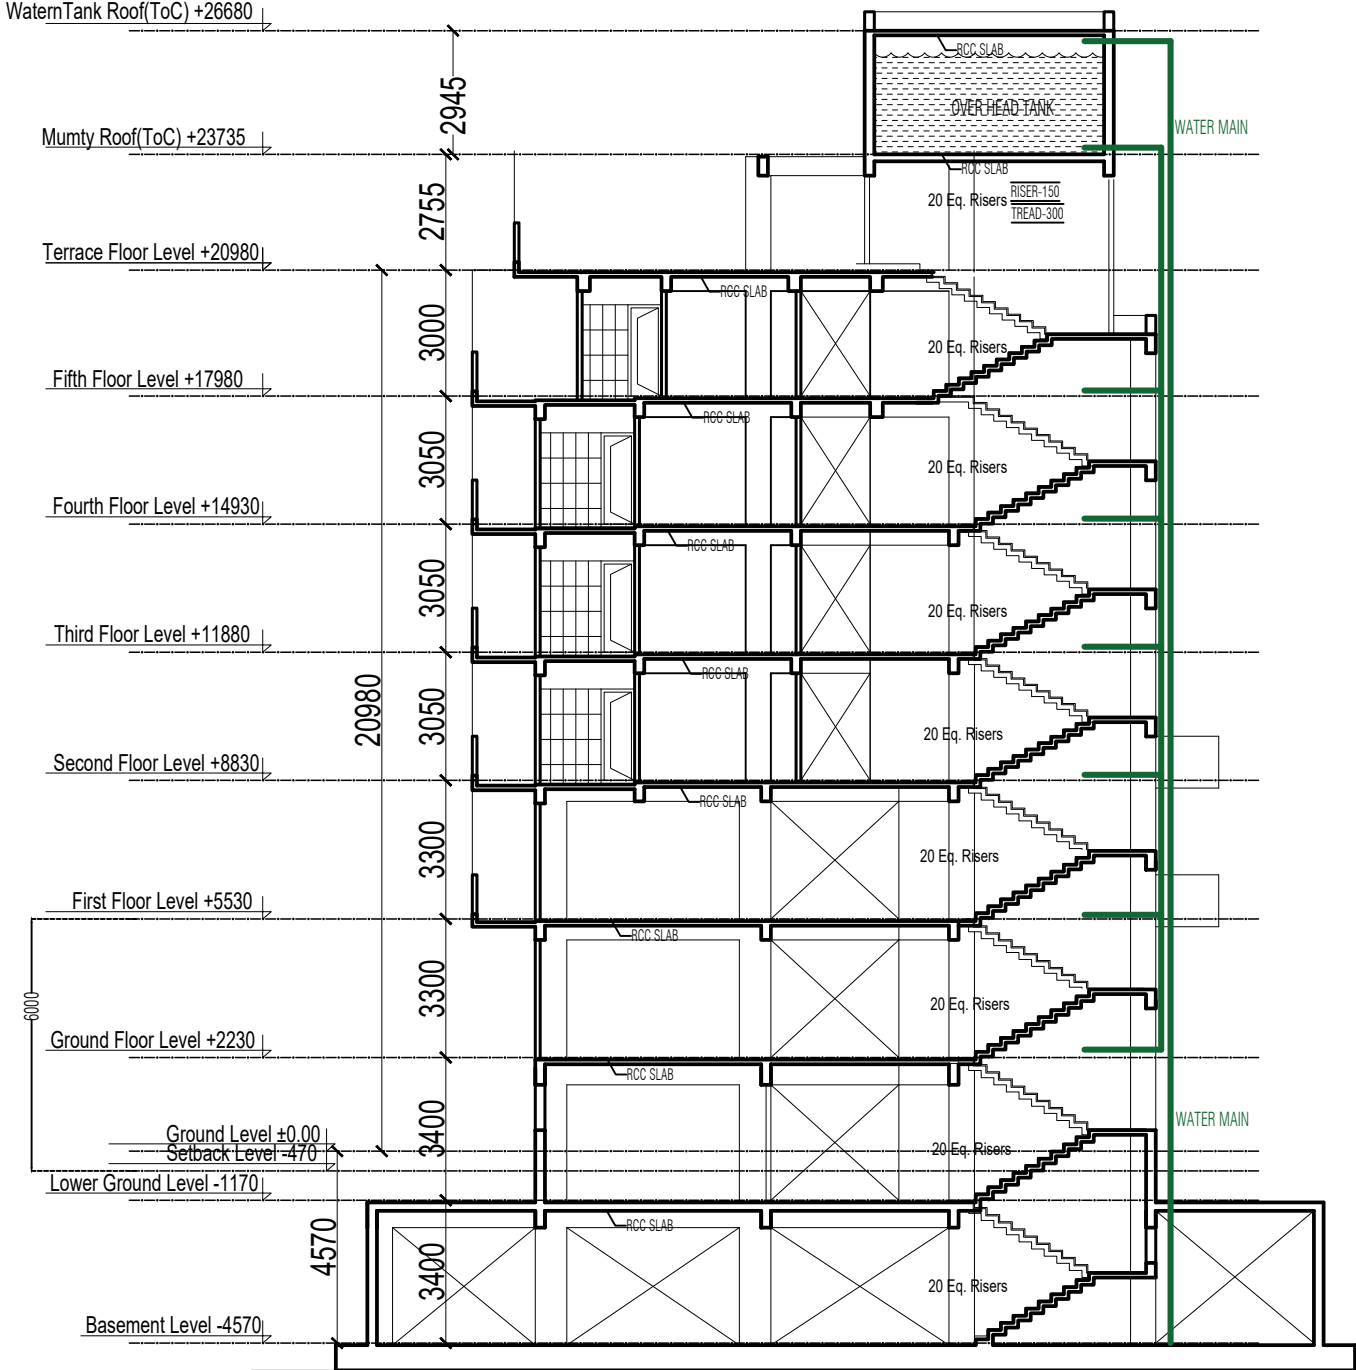 WaternTank Roof(ToC) +26680
RCC SLAB
2945
OVER HEAD TANK
WATER MAIN
Mumty Roof(ToC) +23735
RCC SLAB
20 Eq. Risers
RISER-150
TREAD-300
2755
Terrace Floor Level +20980
RCC SLAB
3000
20 Eq. Risers
Fifth Floor Level +17980
RCC SLAB
3050
20 Eq. Risers
Fourth Floor Level +14930
RCC SLAB
3050
20 Eq. Risers
Third Floor Level +11880
RCC SLAB
20980
3050
20 Eq. Risers
Second Floor Level +8830
RCC SLAB
3300
20 Eq. Risers
First Floor Level +5530
RCC SLAB
6000
3300
20 Eq. Risers
Ground Floor Level +2230
RCC SLAB
WATER MAIN
Ground Level ±0.00
3400
20 Eq. Risers
Setback Level -470
Lower Ground Level -1170
RCC SLAB
4570
3400
20 Eq. Risers
Basement Level -4570